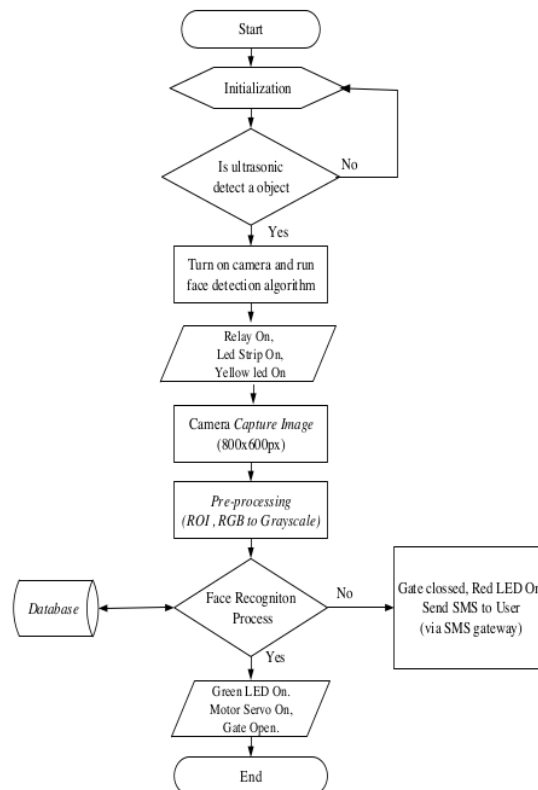 Start
Initialization
Is ultrasonic
detect a object
No
Yes
Turn on camera and run
face detection algorithm
Relay On,
Led Strip On,
Yellow led On
Camera Capture Image
(800x600px)
Pre-processing
(ROI , RGB to Grayscale)
Database
Face Recogniton
Process
No
Gate clossed, Red LED On
Send SMS to User
(via SMS gateway)
Yes
Green LED On.
Motor Servo On,
Gate Open.
End